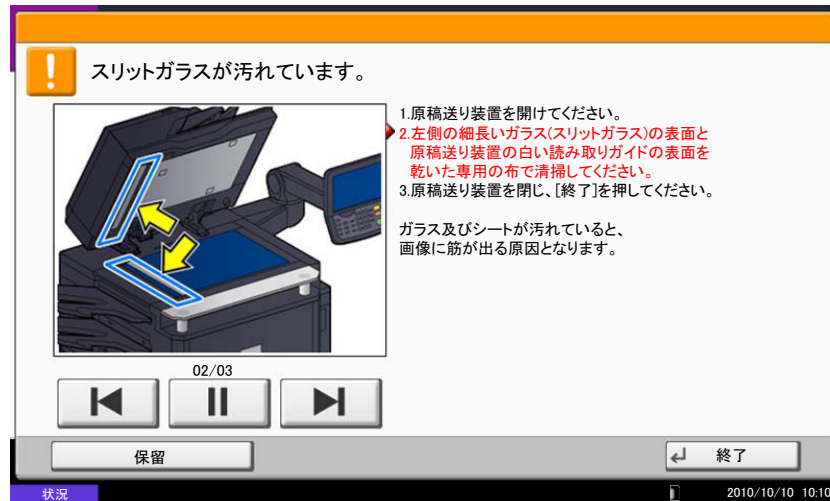 スリットガラスが汚れています。
1.原稿送り装置を開けてください。
2.左側の細長いガラス(スリットガラス)の表面と
原稿送り装置の白い読み取りガイドの表面を
乾いた専用の布で清掃してください。
3.原稿送り装置を閉じ、[終了]を押してください。
ガラス及びシートが汚れていると、
画像に筋が出る原因となります。
02/03
保留
終了
状況
2010/10/10 10:10